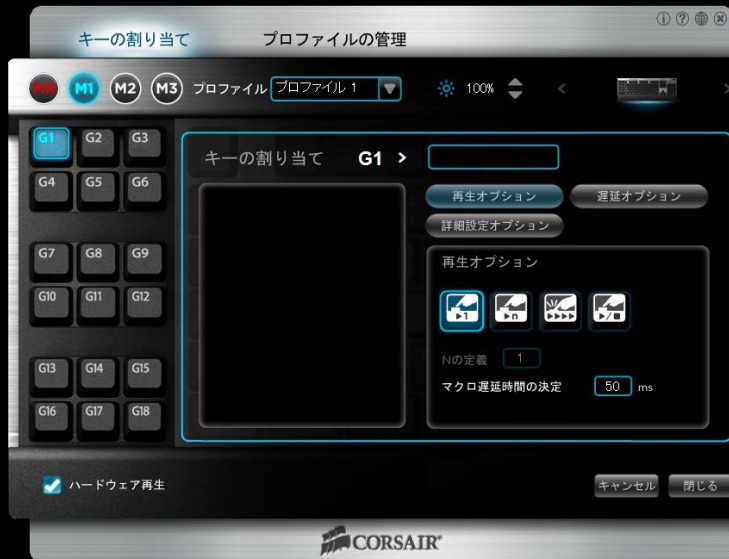 キーの割り当て プロファイルの管理
MR M1 M2 M3 プロファイル プロファイル 1 100%
G1 G2 G3
キーの割り当て G1 >
G4 G5 G6
再生オプション 遅延オプション
詳細設定オプション
G7 G8 G9
再生オプション
G10 G11 G12
Nの定義 1
G13 G14 G15
マクロ遅延時間の決定 50 ms
G16 G17 G18
ハードウェア再生
キャンセル 閉じる
CORSAIR